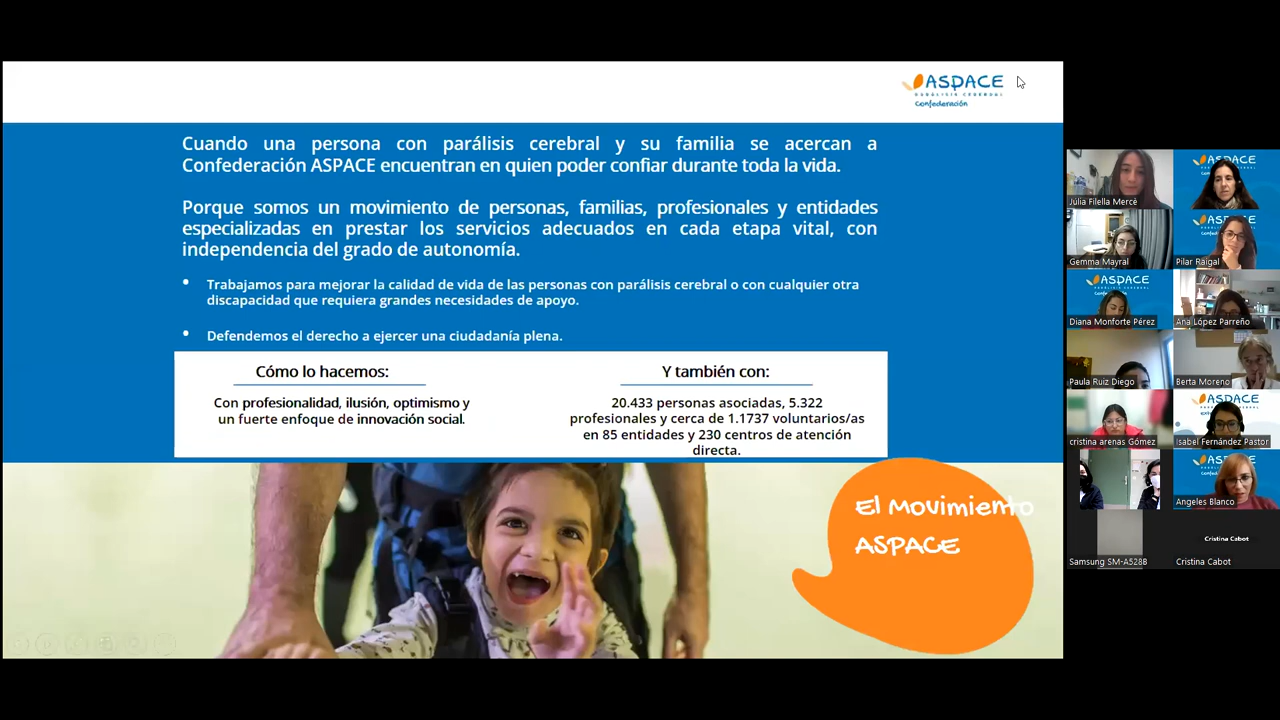 ASPACE
PARÁLISIS CEREBRAL
Confederación
Cuando una persona con parálisis cerebral y su familia se acercan a
Confederación ASPACE encuentran en quien poder confiar durante toda la vida.
Porque somos un movimiento de personas, familias, profesionales y entidades
especializadas en prestar los servicios adecuados en cada etapa vital, con
independencia del grado de autonomía.
• Trabajamos para mejorar la calidad de vida de las personas con parálisis cerebral o con cualquier otra
discapacidad que requiera grandes necesidades de apoyo.
• Defendemos el derecho a ejercer una ciudadanía plena.
Cómo lo hacemos:
Con profesionalidad, ilusión, optimismo y
un fuerte enfoque de innovación social.
Y también con:
20.433 personas asociadas, 5.322
profesionales y cerca de 1.1737 voluntarios/as
en 85 entidades y 230 centros de atención
directa.
El Movimiento
ASPACE
Júlia Filella Mercè
ASPACE
Gemma Mayral
ASPACE
Pilar Raigal
ASPACE
Diana Monforte Pérez
Ana López Parreño
Paula Ruiz Diego
Berta Moreno
cristina arenas Gómez
ASPACE
Isabel Fernández Pastor
ASPACE
Angeles Blanco
Samsung SM-A528B
Cristina Cabot
Cristina Cabot